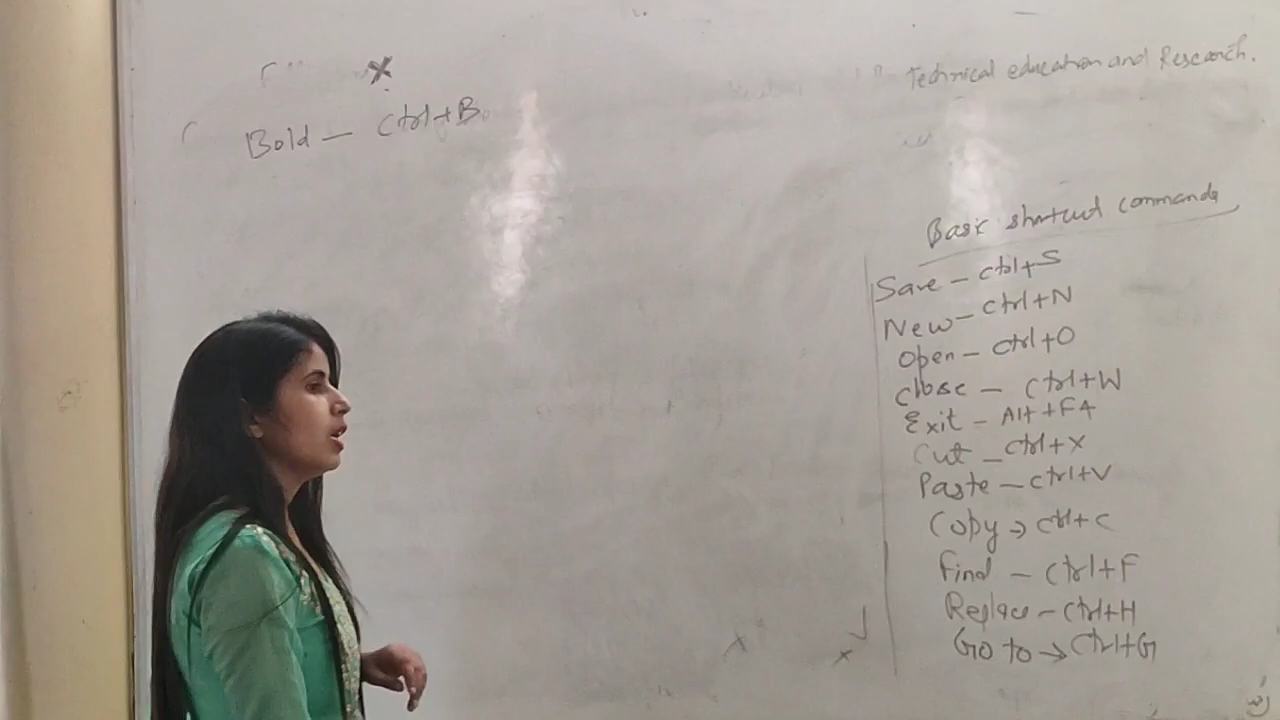 Technical education and Research.
Bold — Ctrl+B
Basic shortcut commands
Save — Ctrl+S
New — Ctrl+N
Open — Ctrl+O
close — Ctrl+W
Exit — Alt+F4
Cut — Ctrl+X
Paste — Ctrl+V
Copy → Ctrl+C
Find — Ctrl+F
Replace — Ctrl+H
Go to → Ctrl+G